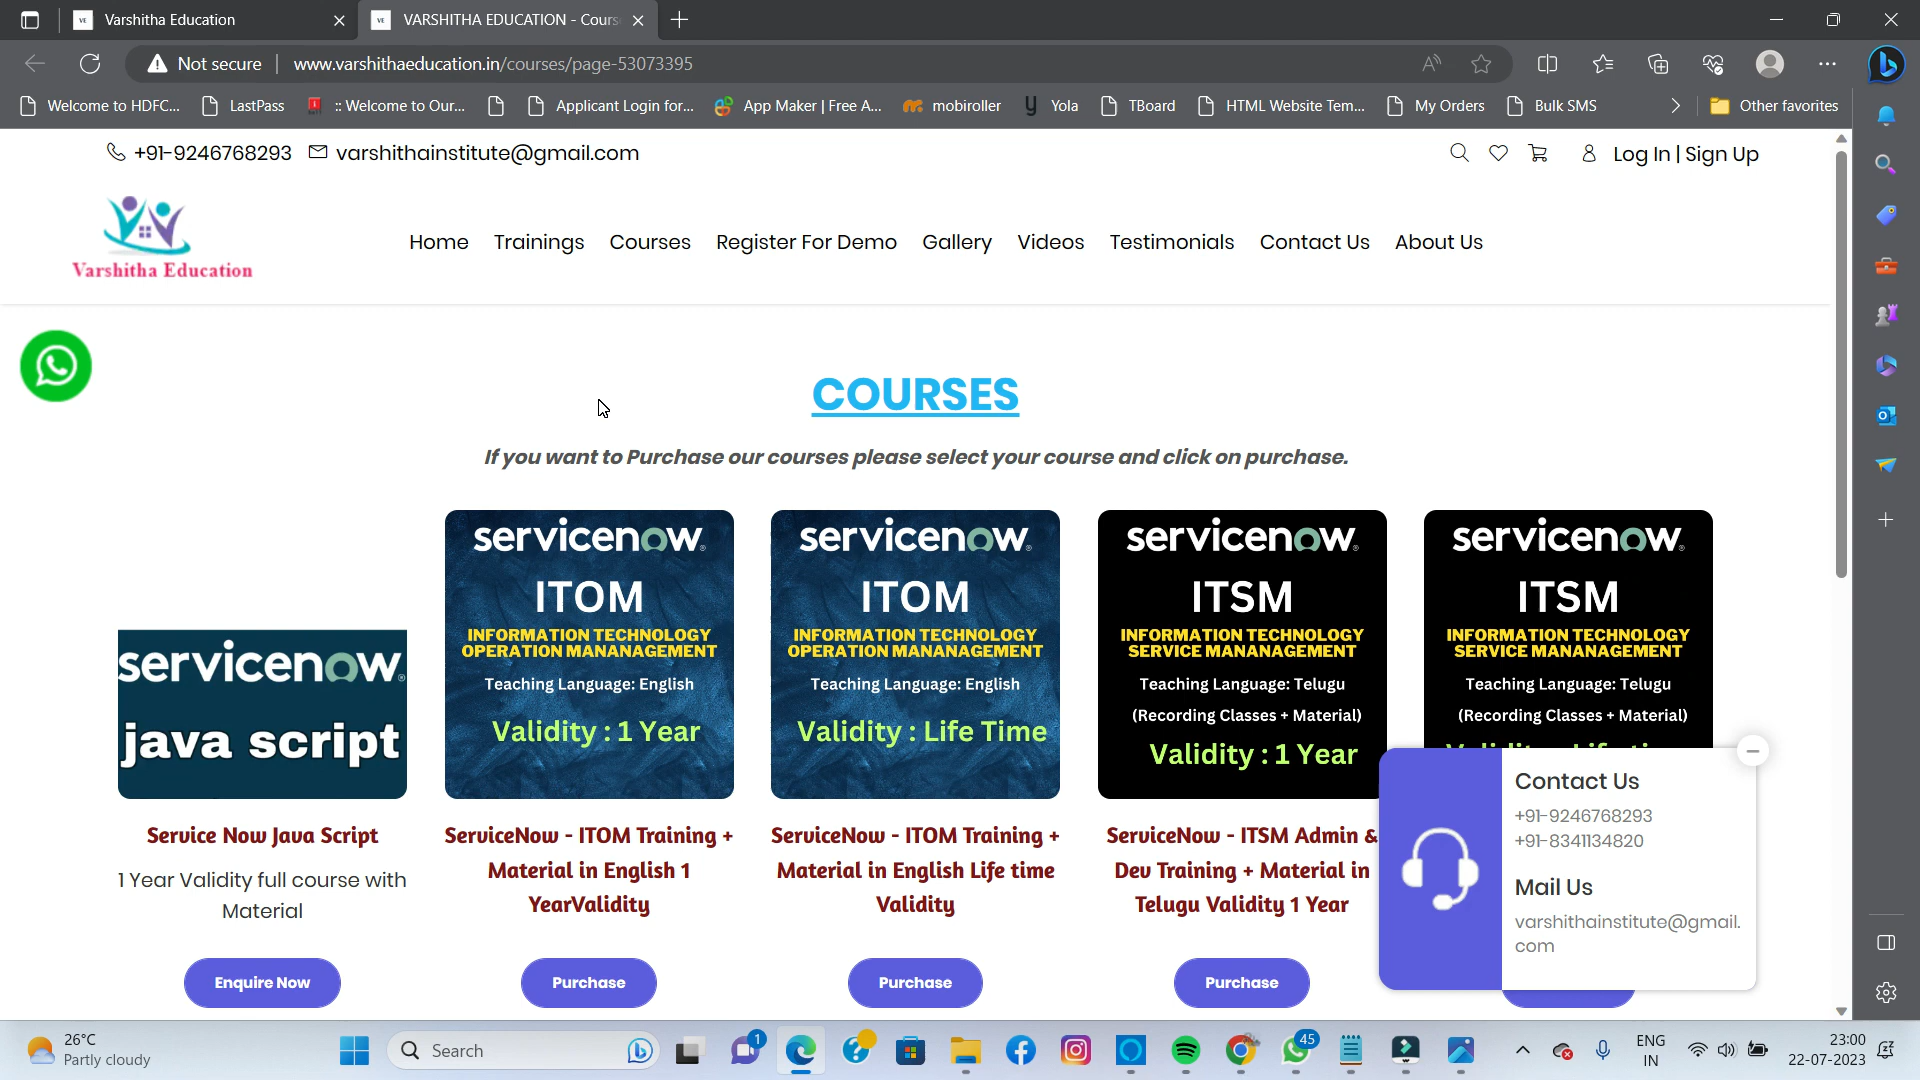 Varshitha Education
VARSHITHA EDUCATION - Cours
Not secure
www.varshithaeducation.in/courses/page-53073395
Welcome to HDFC...
LastPass
:: Welcome to Our...
Applicant Login for...
App Maker | Free A...
mobiroller
Yola
TBoard
HTML Website Tem...
My Orders
Bulk SMS
Other favorites
+91-9246768293
varshithainstitute@gmail.com
Log In | Sign Up
Varshitha Education
Home
Trainings
Courses
Register For Demo
Gallery
Videos
Testimonials
Contact Us
About Us
COURSES
If you want to Purchase our courses please select your course and click on purchase.
servicenow
java script
Service Now Java Script
1 Year Validity full course with
Material
Enquire Now
servicenow
ITOM
INFORMATION TECHNOLOGY
OPERATION MANANAGEMENT
Teaching Language: English
Validity : 1 Year
ServiceNow - ITOM Training +
Material in English 1
YearValidity
Purchase
servicenow
ITOM
INFORMATION TECHNOLOGY
OPERATION MANANAGEMENT
Teaching Language: English
Validity : Life Time
ServiceNow - ITOM Training +
Material in English Life time
Validity
Purchase
servicenow
ITSM
INFORMATION TECHNOLOGY
SERVICE MANANAGEMENT
Teaching Language: Telugu
(Recording Classes + Material)
Validity : 1 Year
ServiceNow - ITSM Admin &
Dev Training + Material in
Telugu Validity 1 Year
Purchase
servicenow
ITSM
INFORMATION TECHNOLOGY
SERVICE MANANAGEMENT
Teaching Language: Telugu
(Recording Classes + Material)
Contact Us
+91-9246768293
+91-8341134820
Mail Us
varshithainstitute@gmail.
com
26°C
Partly cloudy
Search
1
45
ENG
IN
23:00
22-07-2023